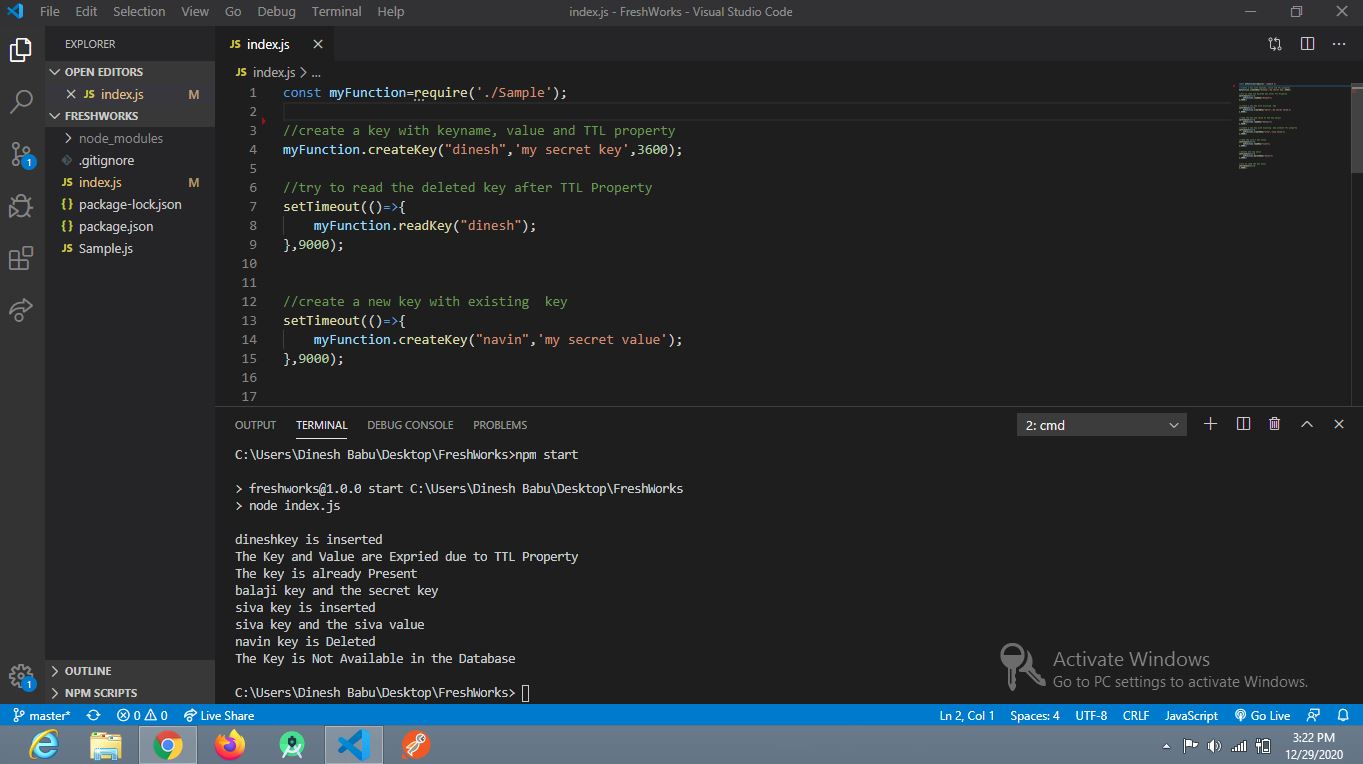 File Edit Selection View Go Debug Terminal Help index.js - FreshWorks - Visual Studio Code
EXPLORER
OPEN EDITORS
JS index.js M
FRESHWORKS
node_modules
.gitignore
JS index.js M
{} package-lock.json
{} package.json
JS Sample.js
OUTLINE
NPM SCRIPTS
1
1
JS index.js
JS index.js > ...
1 const myFunction=require('./Sample');
2
3 //create a key with keyname, value and TTL property
4 myFunction.createKey("dinesh",'my secret key',3600);
5
6 //try to read the deleted key after TTL Property
7 setTimeout(()=>{
8 myFunction.readKey("dinesh");
9 },9000);
10
11
12 //create a new key with existing  key
13 setTimeout(()=>{
14 myFunction.createKey("navin",'my secret value');
15 },9000);
16
17
OUTPUT TERMINAL DEBUG CONSOLE PROBLEMS 2: cmd
C:\Users\Dinesh Babu\Desktop\FreshWorks>npm start
> freshworks@1.0.0 start C:\Users\Dinesh Babu\Desktop\FreshWorks
> node index.js
dineshkey is inserted
The Key and Value are Expried due to TTL Property
The key is already Present
balaji key and the secret key
siva key is inserted
siva key and the siva value
navin key is Deleted
The Key is Not Available in the Database
C:\Users\Dinesh Babu\Desktop\FreshWorks>
Activate Windows
Go to PC settings to activate Windows.
master* 0 0 Live Share Ln 2, Col 1 Spaces: 4 UTF-8 CRLF JavaScript Go Live
3:22 PM
12/29/2020